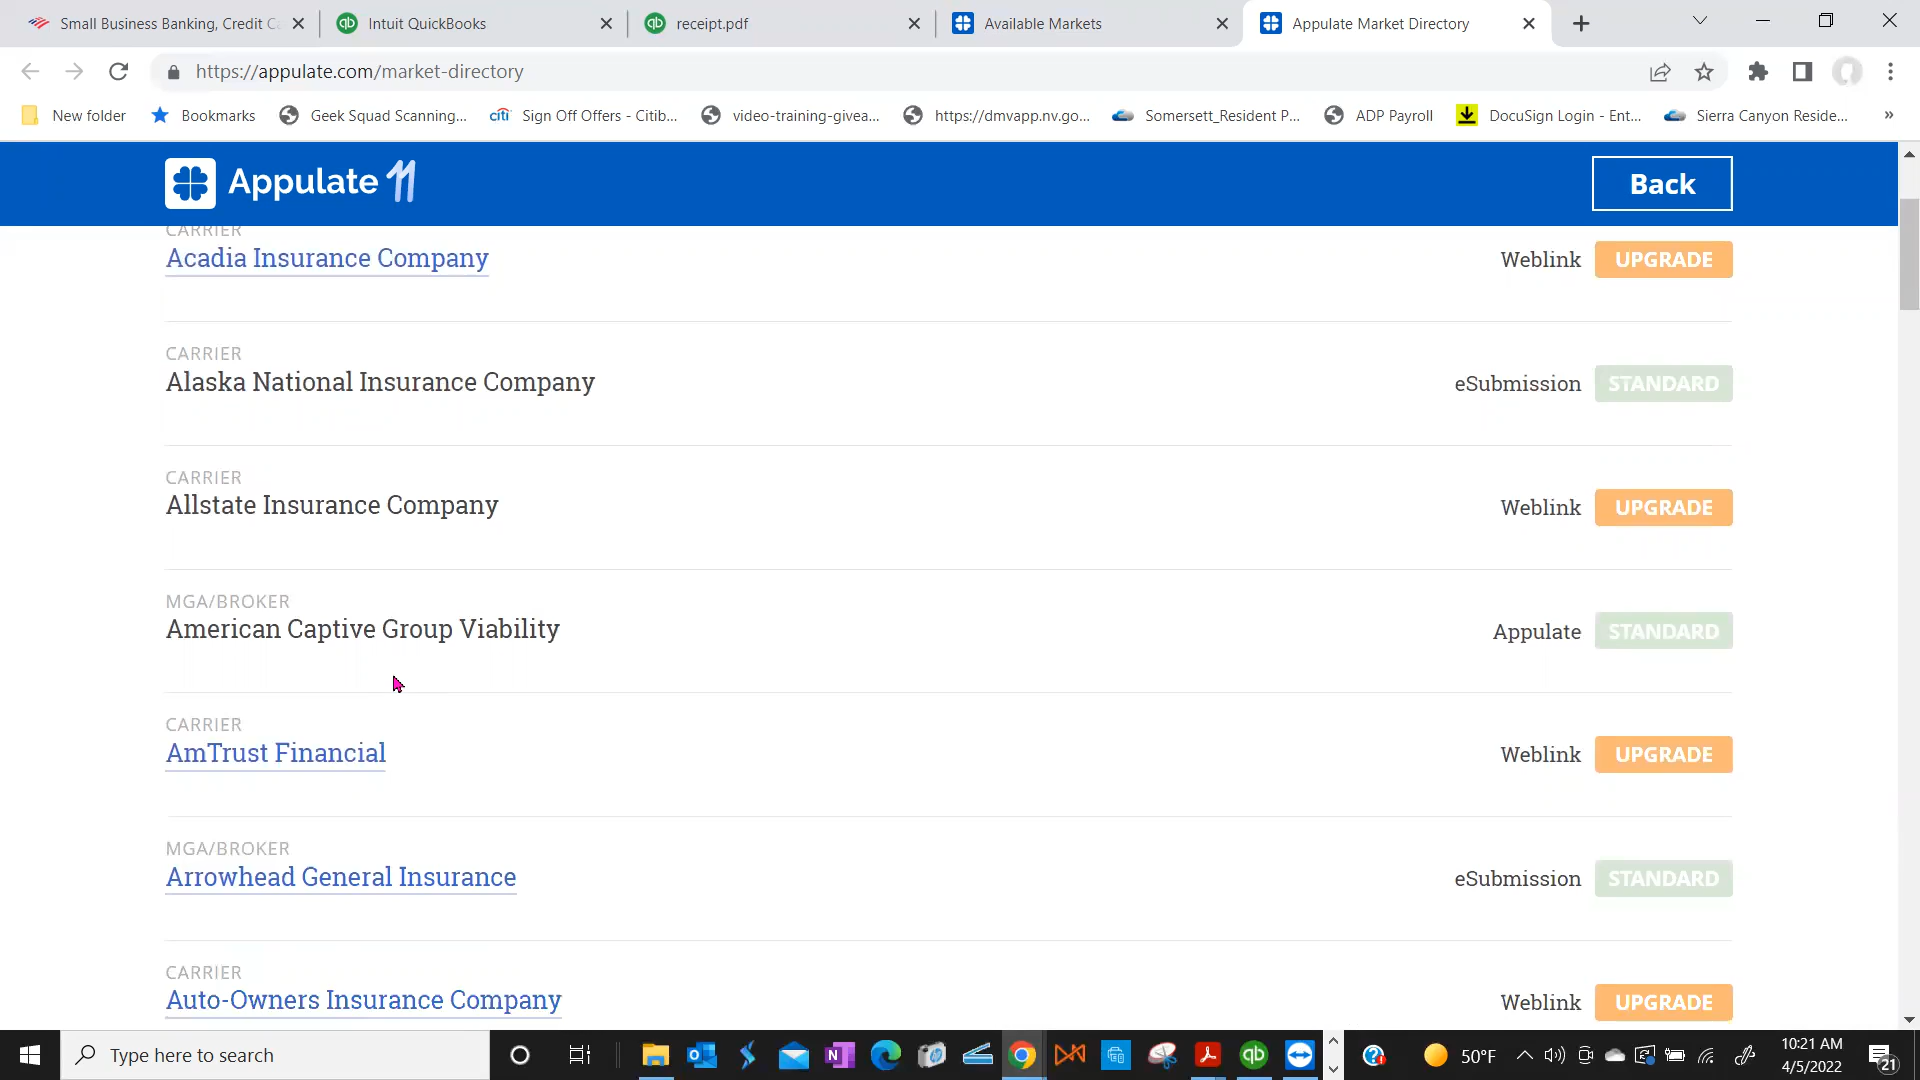 Small Business Banking, Credit C
Intuit QuickBooks
receipt.pdf
Available Markets
Appulate Market Directory
https://appulate.com/market-directory
New folder
Bookmarks
Geek Squad Scanning...
citi
Sign Off Offers - Citib...
video-training-givea...
https://dmvapp.nv.go...
Somersett_Resident P...
ADP Payroll
DocuSign Login - Ent...
Sierra Canyon Reside...
»
Appulate 11
Back
CARRIER
Acadia Insurance Company
Weblink UPGRADE
CARRIER
Alaska National Insurance Company
eSubmission STANDARD
CARRIER
Allstate Insurance Company
Weblink UPGRADE
MGA/BROKER
American Captive Group Viability
Appulate STANDARD
CARRIER
AmTrust Financial
Weblink UPGRADE
MGA/BROKER
Arrowhead General Insurance
eSubmission STANDARD
CARRIER
Auto-Owners Insurance Company
Weblink UPGRADE
Type here to search
50°F
10:21 AM
4/5/2022
21